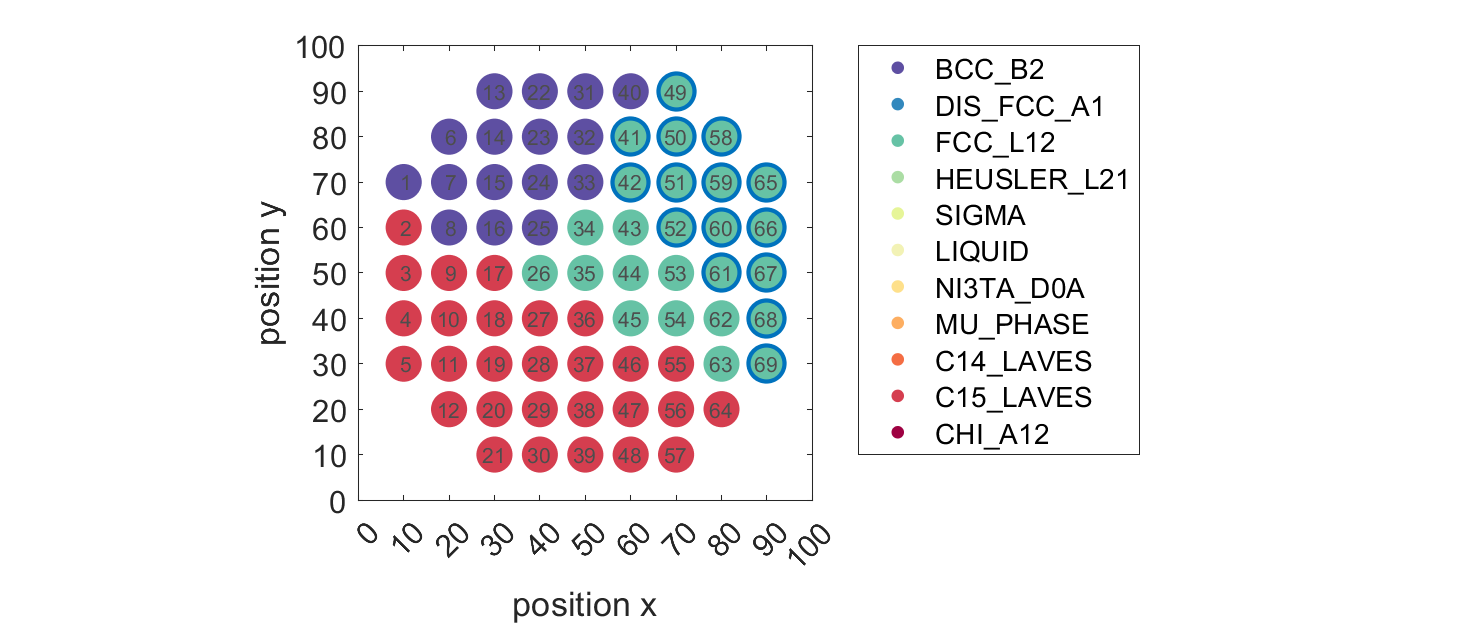 100
90
80
70
60
50
40
30
20
10
0
position y
13 22 31 40 49
6 14 23 32 41 50 58
1 7 15 24 33 42 51 59 65
2 8 16 25 34 43 52 60 66
3 9 17 26 35 44 53 61 67
4 10 18 27 36 45 54 62 68
5 11 19 28 37 46 55 63 69
12 20 29 38 47 56 64
21 30 39 48 57
0 10 20 30 40 50 60 70 80 90 100
position x
BCC_B2
DIS_FCC_A1
FCC_L12
HEUSLER_L21
SIGMA
LIQUID
NI3TA_D0A
MU_PHASE
C14_LAVES
C15_LAVES
CHI_A12